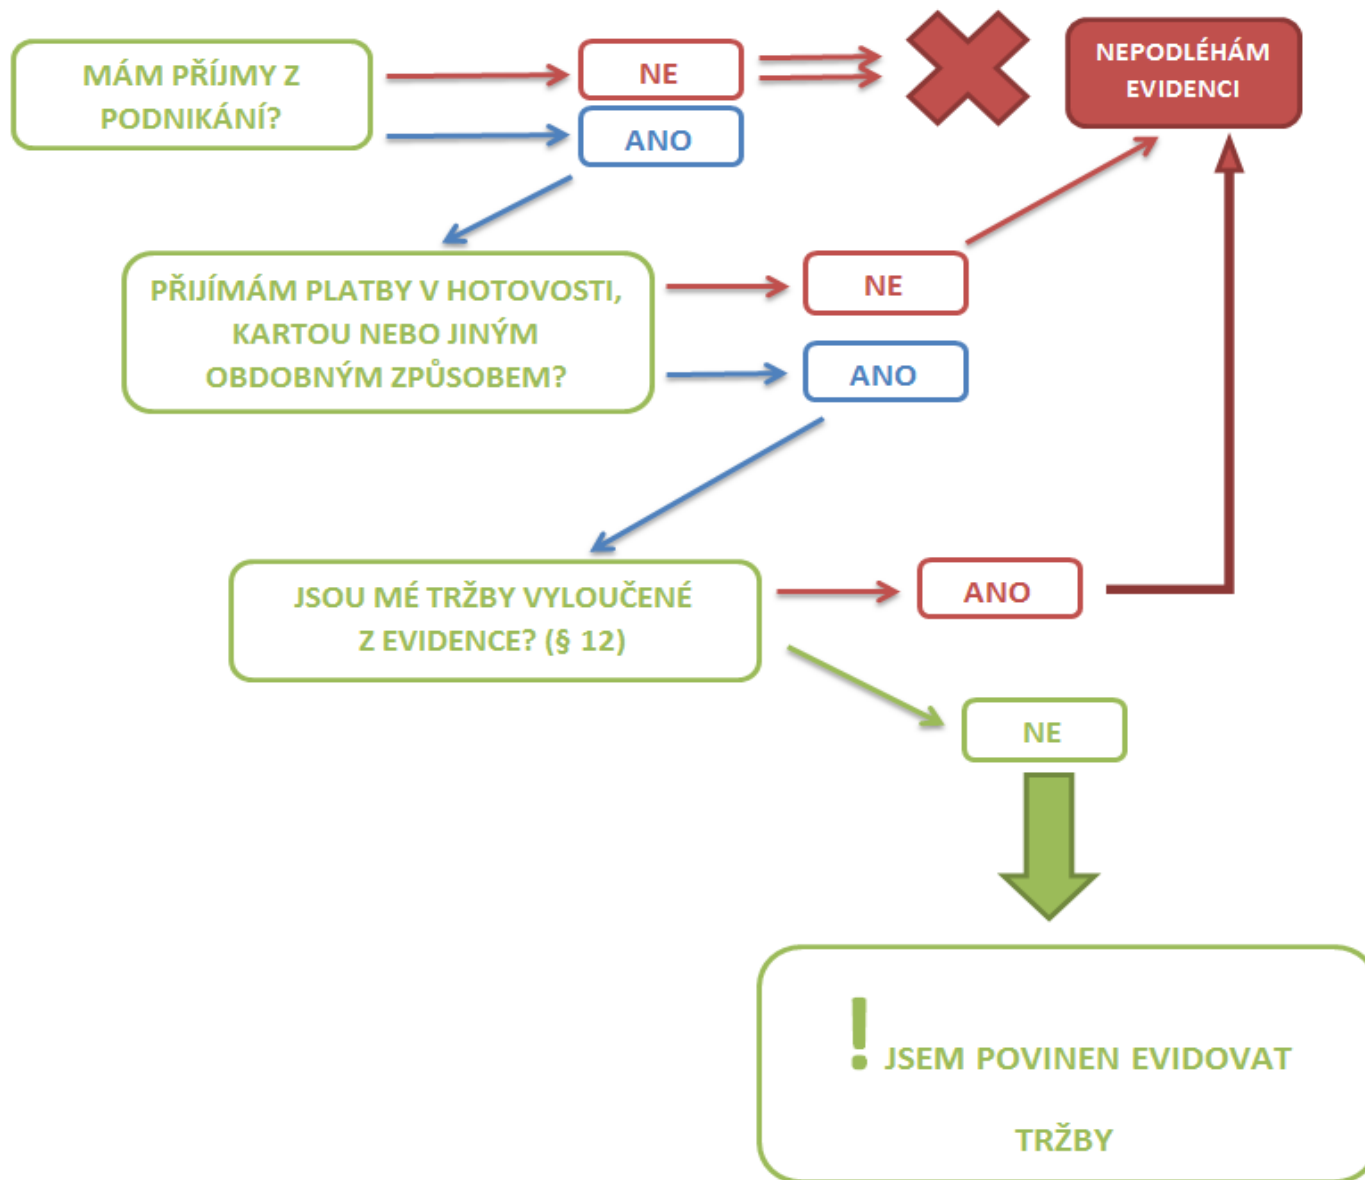 MÁM PŘÍJMY Z
PODNIKÁNÍ?
NE
ANO
NEPODLÉHÁM
EVIDENCI
PŘIJÍMÁM PLATBY V HOTOVOSTI,
KARTOU NEBO JINÝM
OBDOBNÝM ZPŮSOBEM?
NE
ANO
JSOU MÉ TRŽBY VYLOUČENÉ
Z EVIDENCE? (§ 12)
ANO
NE
! JSEM POVINEN EVIDOVAT
TRŽBY